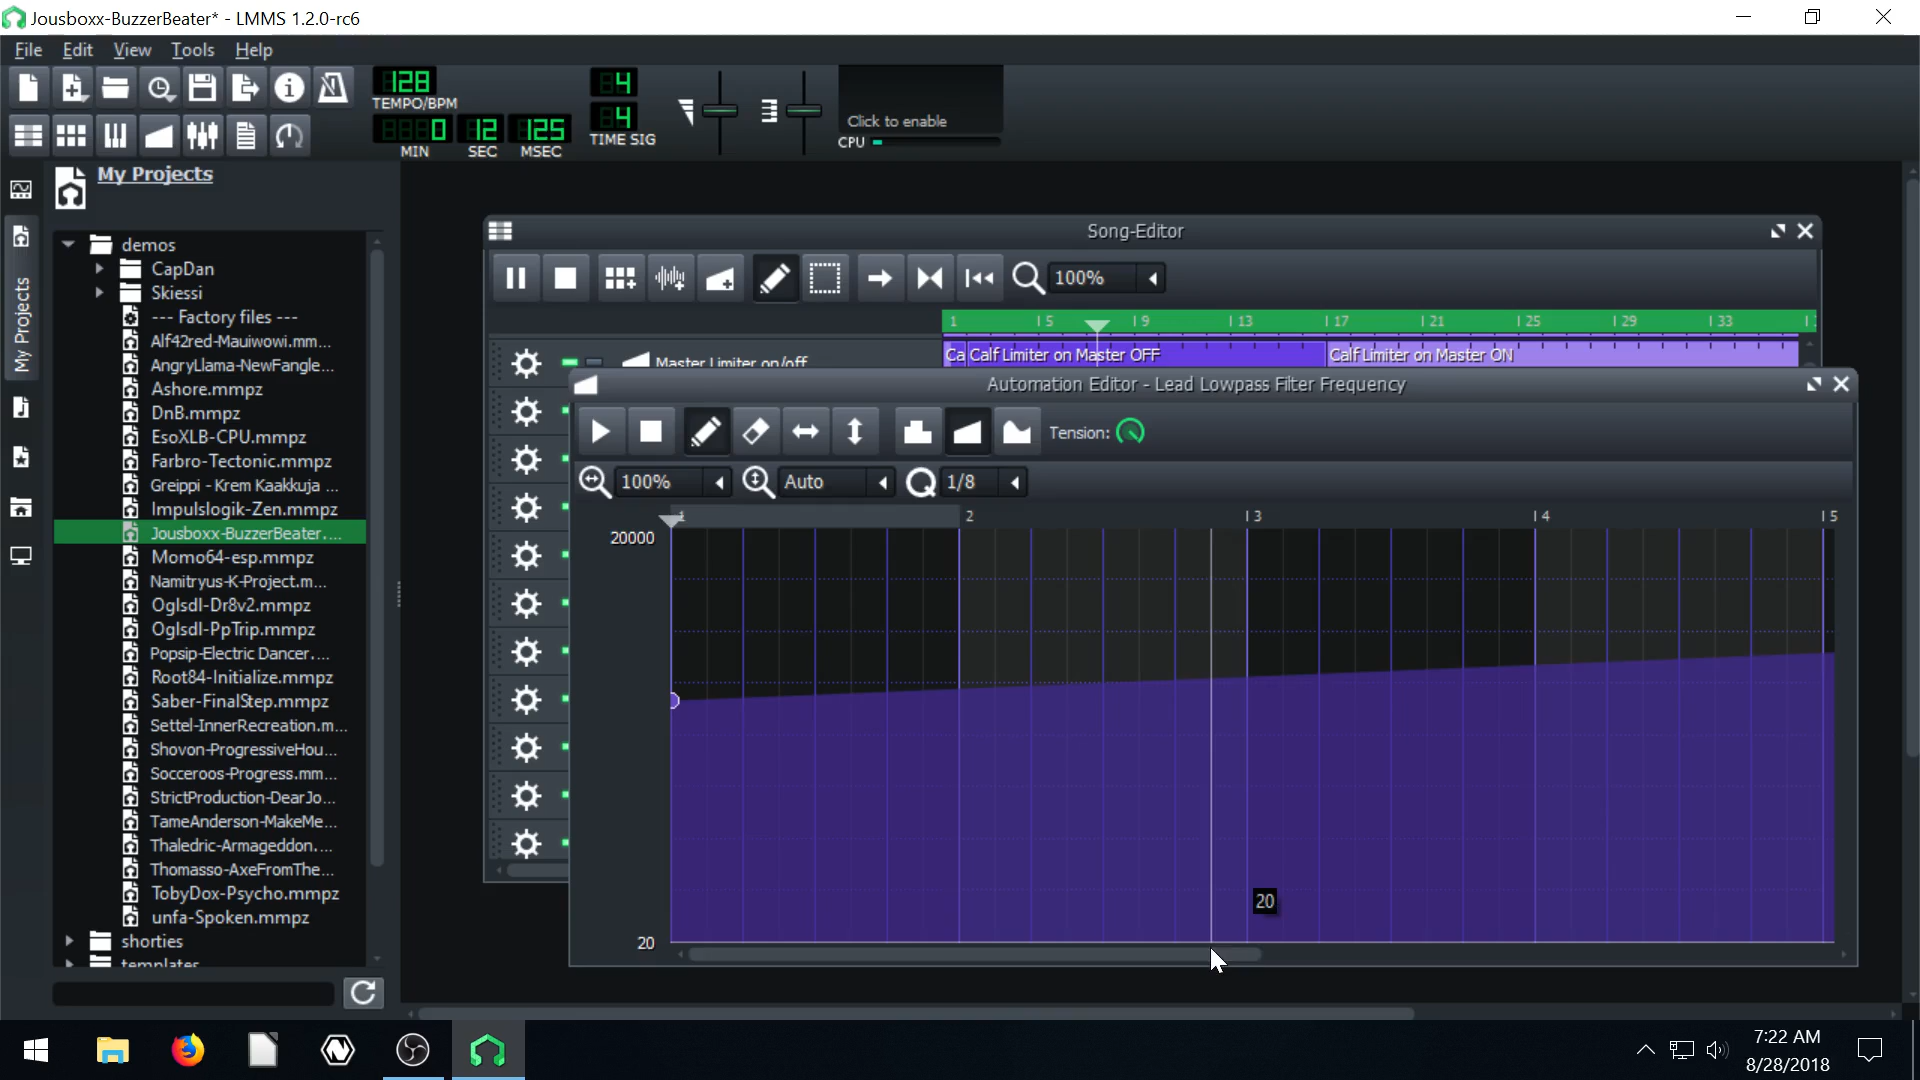 Jousboxx-BuzzerBeater* - LMMS 1.2.0-rc6
File Edit View Tools Help
128
TEMPO/BPM
0 12 125
MIN SEC MSEC
4
4
TIME SIG
Click to enable
CPU
My Projects
My Projects
demos
CapDan
Skiessi
--- Factory files ---
Alf42red-Mauiwowi.mm...
AngryLlama-NewFangle...
Ashore.mmpz
DnB.mmpz
EsoXLB-CPU.mmpz
Farbro-Tectonic.mmpz
Greippi - Krem Kaakkuja ...
Impulslogik-Zen.mmpz
Jousboxx-BuzzerBeater....
Momo64-esp.mmpz
Namitryus-K-Project.m...
Oglsdl-Dr8v2.mmpz
Oglsdl-PpTrip.mmpz
Popsip-Electric Dancer....
Root84-Initialize.mmpz
Saber-FinalStep.mmpz
Settel-InnerRecreation.m...
Shovon-ProgressiveHou...
Socceroos-Progress.mm...
StrictProduction-DearJo...
TameAnderson-MakeMe...
Thaledric-Armageddon....
Thomasso-AxeFromThe...
TobyDox-Psycho.mmpz
unfa-Spoken.mmpz
shorties
templates
Song-Editor
100%
1 5 9 13 17 21 25 29 33
Master Limiter on/off
Ca Calf Limiter on Master OFF Calf Limiter on Master ON
Automation Editor - Lead Lowpass Filter Frequency
Tension:
100% Auto Q 1/8
1 2 3 4 5
20000
20
20
7:22 AM
8/28/2018